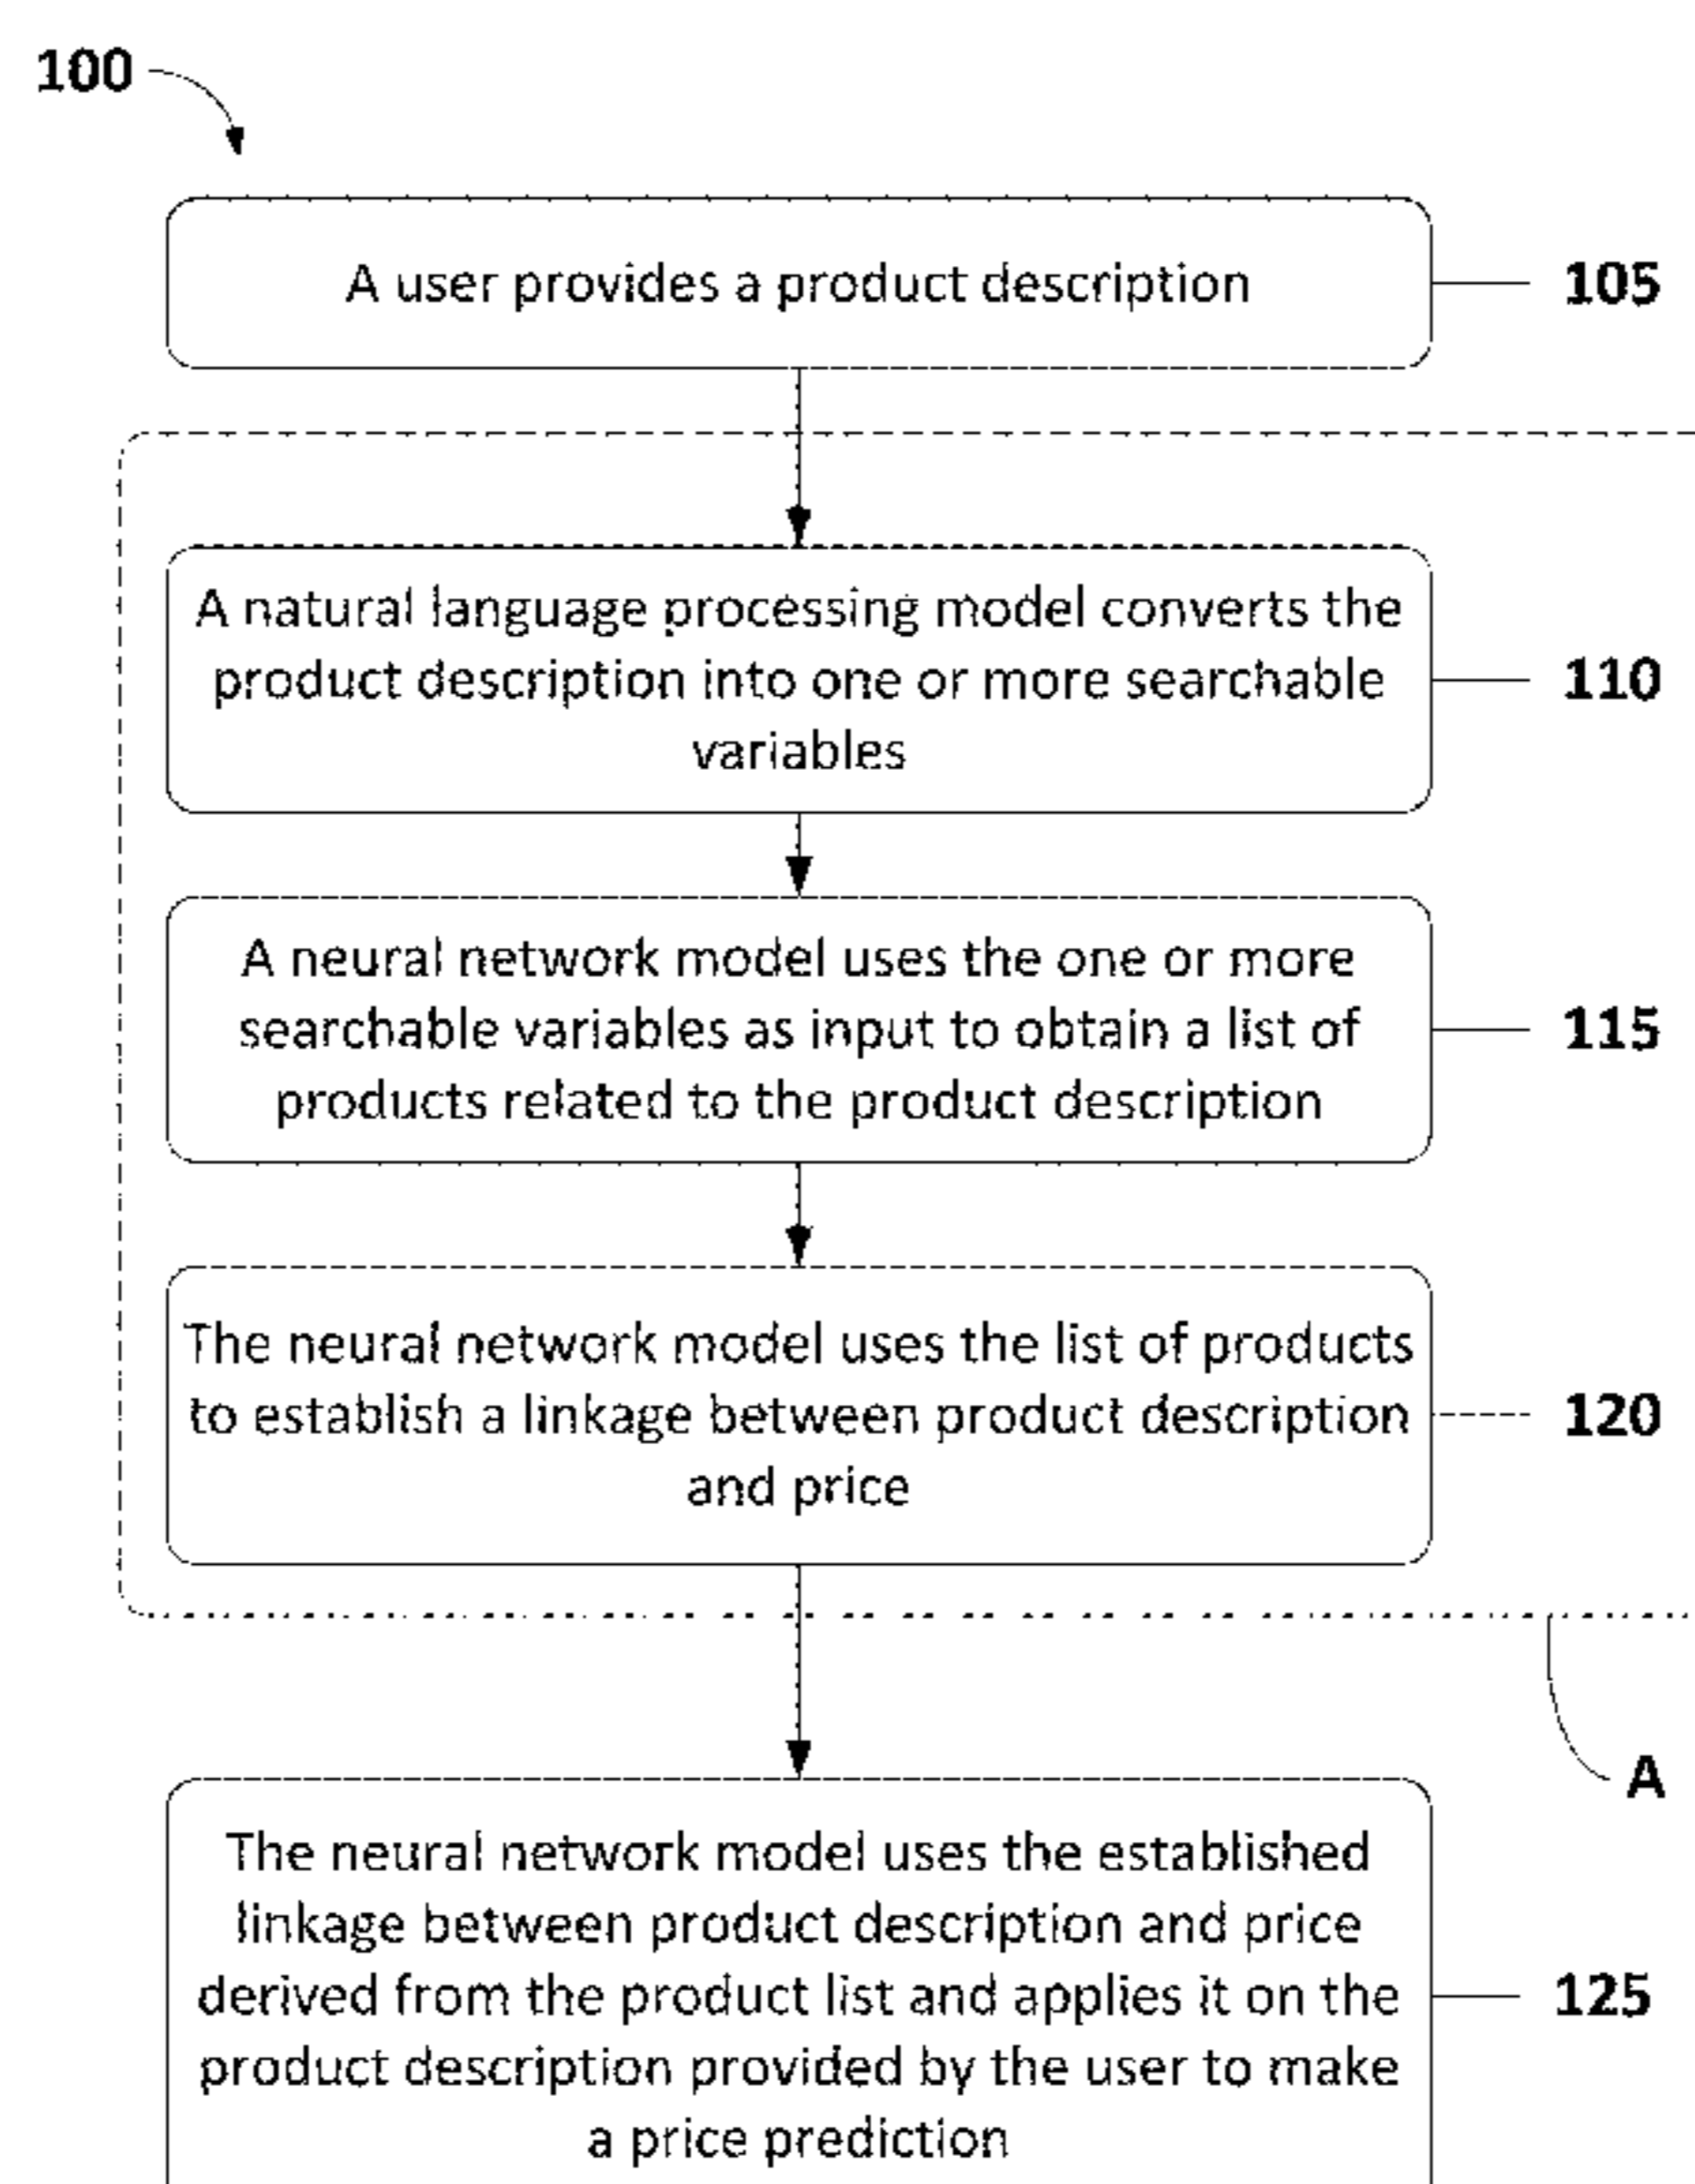 100
A user provides a product description
105
A natural language processing model converts the
product description into one or more searchable
variables
110
A neural network model uses the one or more
searchable variables as input to obtain a list of
products related to the product description
115
The neural network model uses the list of products
to establish a linkage between product description
and price
120
A
The neural network model uses the established
linkage between product description and price
derived from the product list and applies it on the
product description provided by the user to make
a price prediction
125